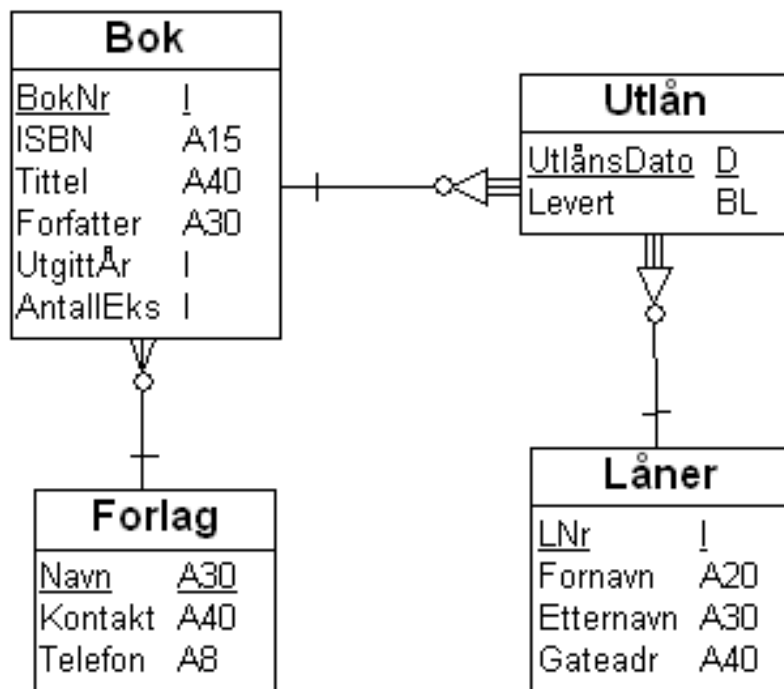 Bok
BokNr I
ISBN A15
Tittel A40
Forfatter A30
UtgittÅr I
AntallEks I
Utlån
UtlånsDato D
Levert BL
Forlag
Navn A30
Kontakt A40
Telefon A8
Låner
LNr I
Fornavn A20
Etternavn A30
Gateadr A40